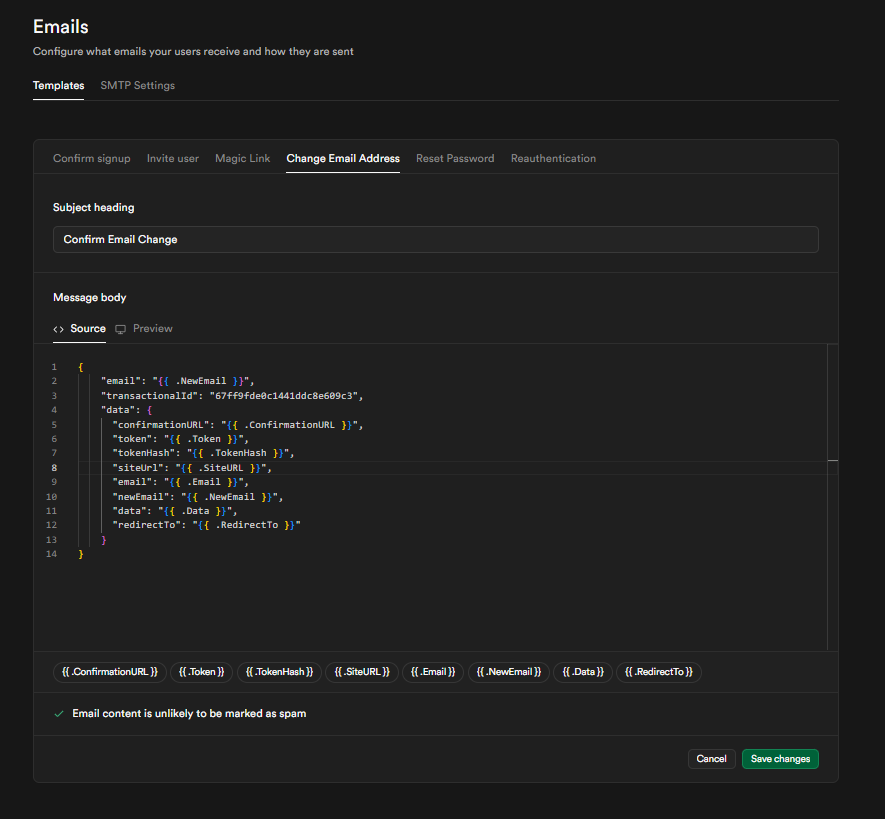 Emails
Configure what emails your users receive and how they are sent
Templates SMTP Settings
Confirm signup Invite user Magic Link Change Email Address Reset Password Reauthentication
Subject heading
Confirm Email Change
Message body
<> Source Preview
1 {
2 "email": "{{ .NewEmail }}",
3 "transactionalId": "67ff9fde0c1441ddc8e609c3",
4 "data": {
5 "confirmationURL": "{{ .ConfirmationURL }}",
6 "token": "{{ .Token }}",
7 "tokenHash": "{{ .TokenHash }}",
8 "siteUrl": "{{ .SiteURL }}",
9 "email": "{{ .Email }}",
10 "newEmail": "{{ .NewEmail }}",
11 "data": "{{ .Data }}",
12 "redirectTo": "{{ .RedirectTo }}"
13 }
14 }
{{ .ConfirmationURL }} {{ .Token }} {{ .TokenHash }} {{ .SiteURL }} {{ .Email }} {{ .NewEmail }} {{ .Data }} {{ .RedirectTo }}
Email content is unlikely to be marked as spam
Cancel Save changes